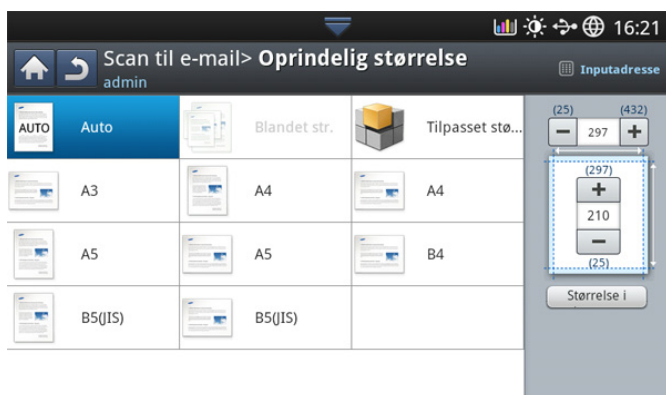 16:21
Scan til e-mail> Oprindelig størrelse
admin
Inputadresse
AUTO Auto
Blandet str.
Tilpasset stø...
(25) (432)
297
A3
A4
A4
(297)
210
(25)
A5
A5
B4
Størrelse i
B5(JIS)
B5(JIS)